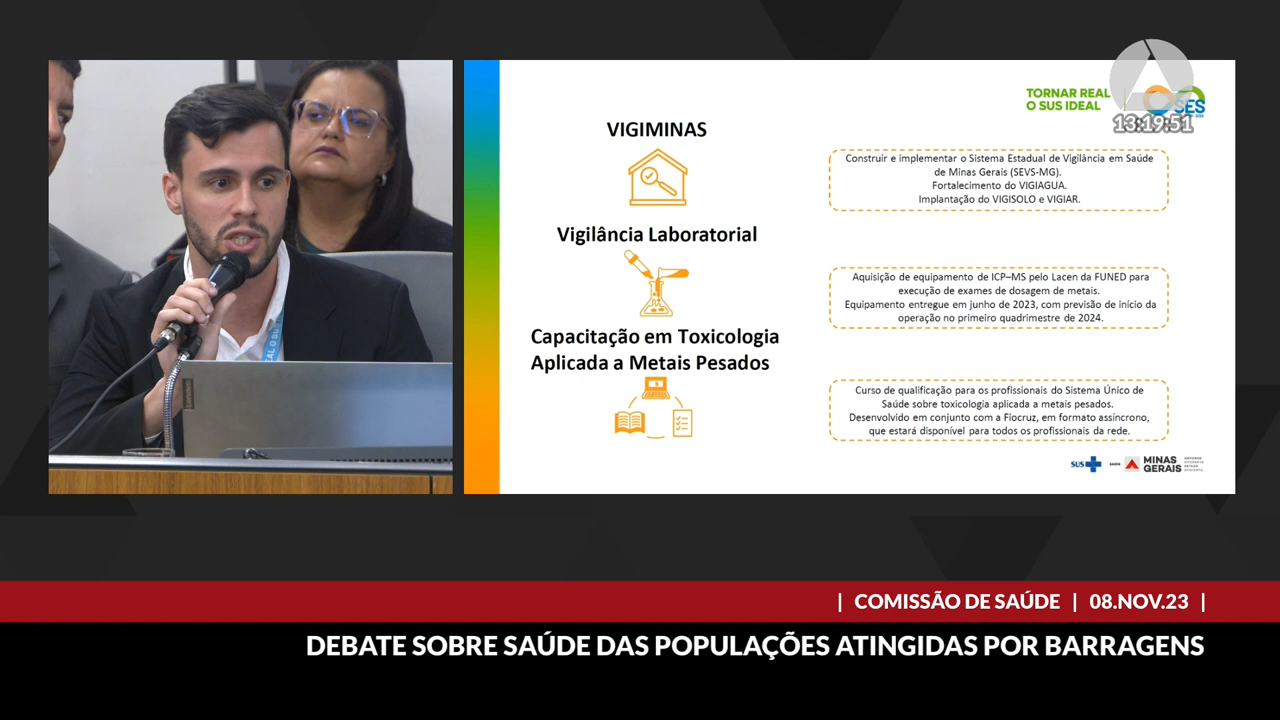 TORNAR REAL
O SUS IDEAL
SES
13:19:51
VIGIMINAS
Construir e implementar o Sistema Estadual de Vigilância em Saúde
de Minas Gerais (SEVS-MG).
Fortalecimento do VIGIAGUA.
Implantação do VIGISOLO e VIGIAR.
Vigilância Laboratorial
Aquisição de equipamento de ICP–MS pelo Lacen da FUNED para
execução de exames de dosagem de metais.
Equipamento entregue em junho de 2023, com previsão de início da
operação no primeiro quadrimestre de 2024.
Capacitação em Toxicologia
Aplicada a Metais Pesados
Curso de qualificação para os profissionais do Sistema Único de
Saúde sobre toxicologia aplicada a metais pesados.
Desenvolvido em conjunto com a Fiocruz, em formato assíncrono,
que estará disponível para todos os profissionais da rede.
SUS
SAÚDE
MINAS
GERAIS
Lenovo
| COMISSÃO DE SAÚDE | 08.NOV.23 |
DEBATE SOBRE SAÚDE DAS POPULAÇÕES ATINGIDAS POR BARRAGENS